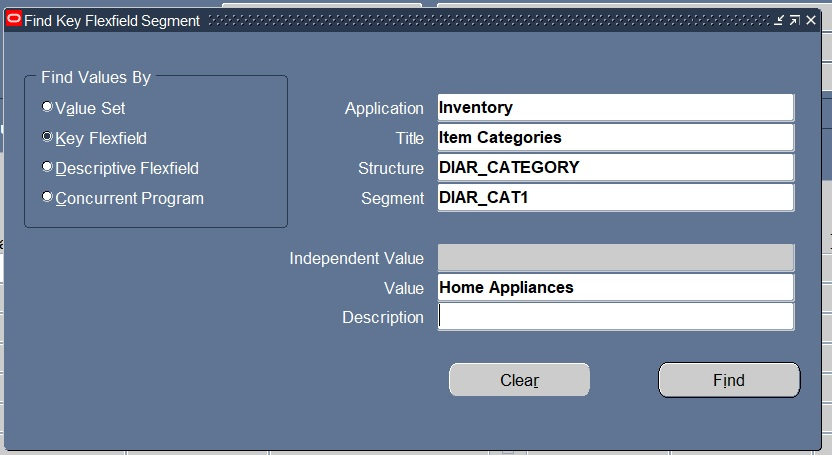 Find Key Flexfield Segment
Find Values By
Value Set
Key Flexfield
Descriptive Flexfield
Concurrent Program
Application Inventory
Title Item Categories
Structure DIAR_CATEGORY
Segment DIAR_CAT1
Independent Value
Value Home Appliances
Description
Clear Find